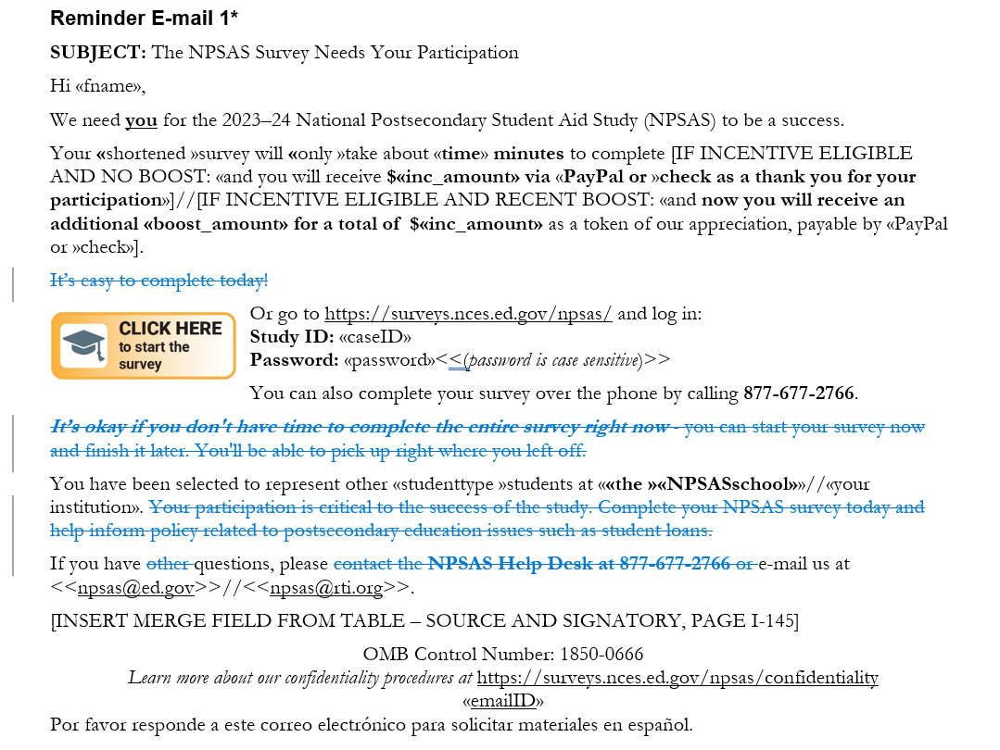 Reminder E-mail 1*
SUBJECT: The NPSAS Survey Needs Your Participation
Hi «fname»,
We need you for the 2023–24 National Postsecondary Student Aid Study (NPSAS) to be a success.
Your «shortened »survey will «only »take about «time» minutes to complete [IF INCENTIVE ELIGIBLE
AND NO BOOST: «and you will receive $«inc_amount» via «PayPal or »check as a thank you for your
participation»]//[IF INCENTIVE ELIGIBLE AND RECENT BOOST: «and now you will receive an
additional «boost_amount» for a total of  $«inc_amount» as a token of our appreciation, payable by «PayPal
or »check»].
It’s easy to complete today!
CLICK HERE
to start the
survey
Or go to https://surveys.nces.ed.gov/npsas/ and log in:
Study ID: «caseID»
Password: «password»<<(password is case sensitive)>>
You can also complete your survey over the phone by calling 877-677-2766.
It’s okay if you don't have time to complete the entire survey right now - you can start your survey now
and finish it later. You'll be able to pick up right where you left off.
You have been selected to represent other «studenttype »students at ««the »«NPSASschool»»//«your
institution». Your participation is critical to the success of the study. Complete your NPSAS survey today and
help inform policy related to postsecondary education issues such as student loans.
If you have other questions, please contact the NPSAS Help Desk at 877-677-2766 or e-mail us at
<<npsas@ed.gov>>//<<npsas@rti.org>>.
[INSERT MERGE FIELD FROM TABLE – SOURCE AND SIGNATORY, PAGE I-145]
OMB Control Number: 1850-0666
Learn more about our confidentiality procedures at https://surveys.nces.ed.gov/npsas/confidentiality
«emailID»
Por favor responde a este correo electrónico para solicitar materiales en español.